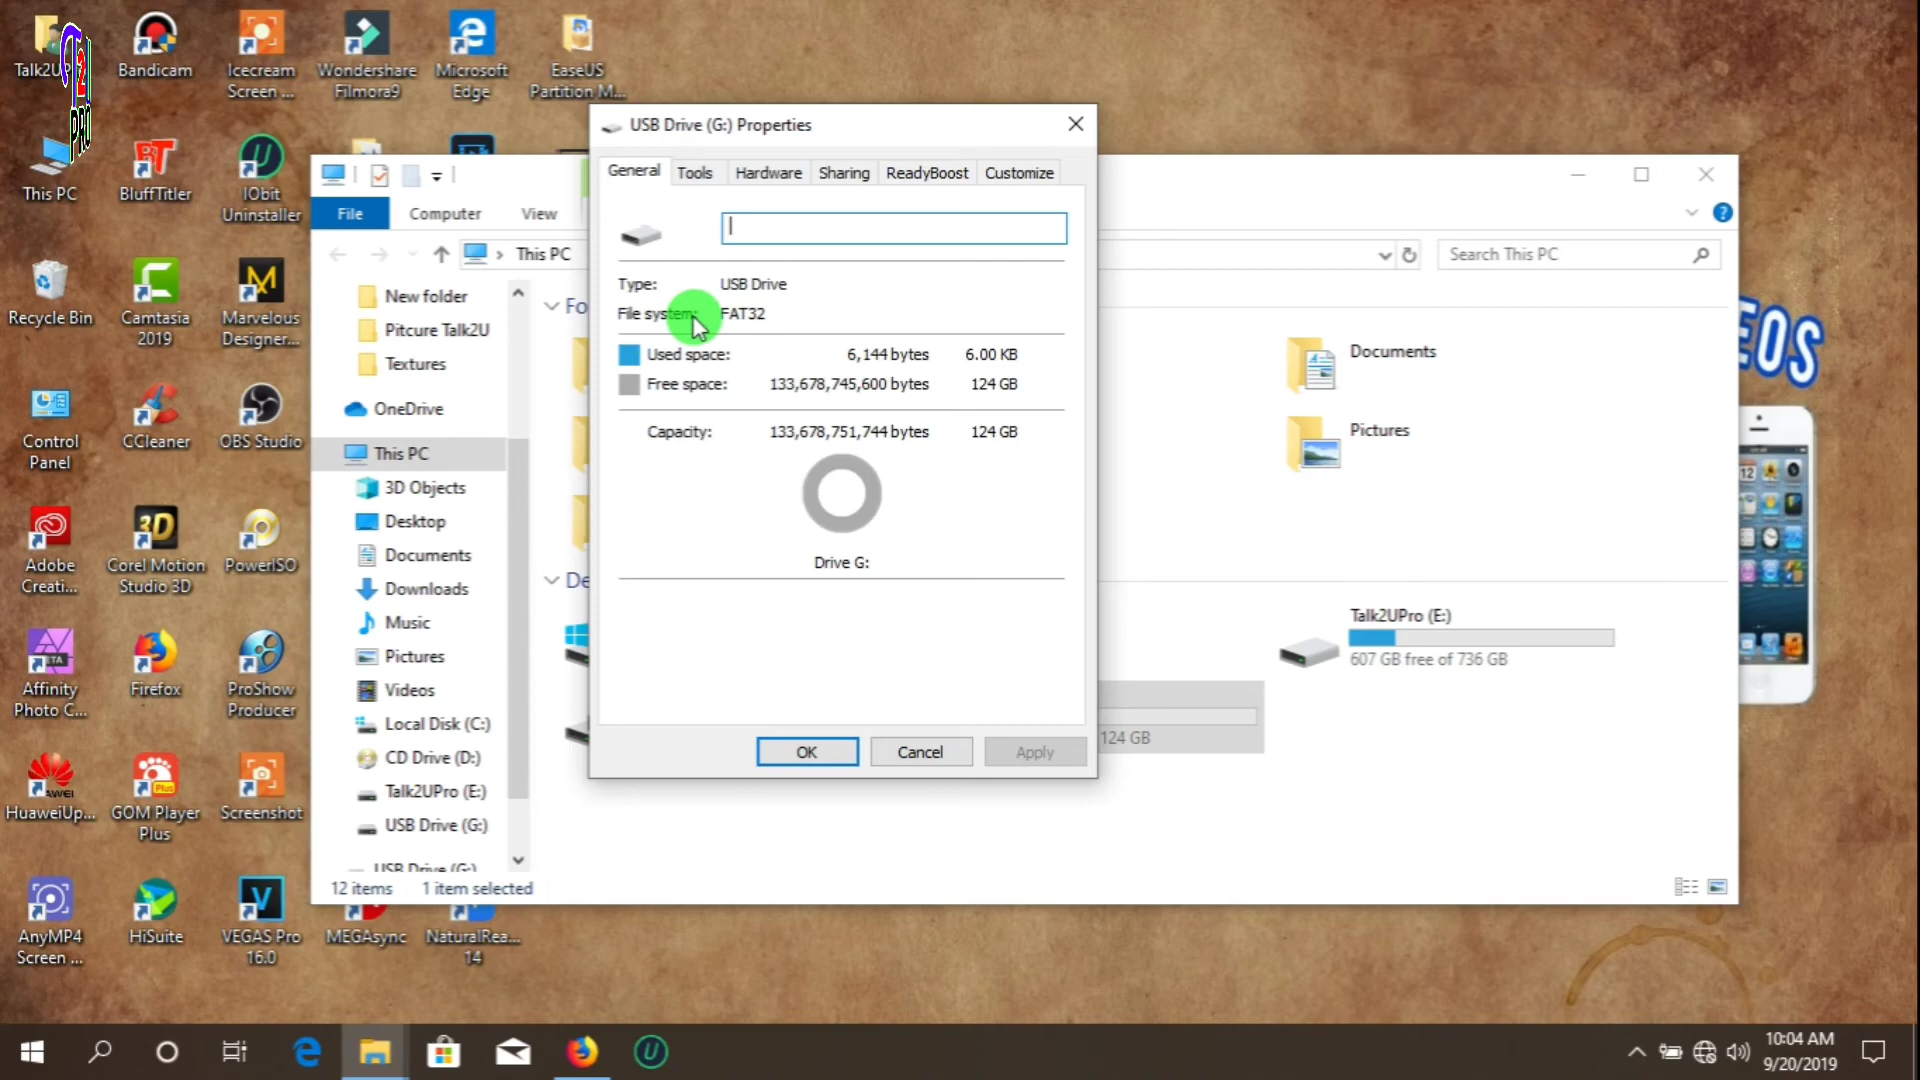 Talk2U
2
PRO
Bandicam
Icecream
Screen ...
Wondershare
Filmora9
Microsoft
Edge
EaseUS
Partition M...
This PC
BluffTitler
IObit
Uninstaller
Recycle Bin
Camtasia
2019
Marvelous
Designer...
Control
Panel
CCleaner
OBS Studio
Adobe
Creati...
Corel Motion
Studio 3D
PowerISO
Affinity
Photo C...
Firefox
ProShow
Producer
HuaweiUp...
GOM Player
Plus
Screenshot
AnyMP4
Screen ...
HiSuite
VEGAS Pro
16.0
MEGAsync
NaturalRea...
14
File
Computer
View
This PC
Search This PC
New folder
Pitcure Talk2U
Textures
OneDrive
This PC
3D Objects
Desktop
Documents
Downloads
Music
Pictures
Videos
Local Disk (C:)
CD Drive (D:)
Talk2UPro (E:)
USB Drive (G:)
USB Drive (G:)
12 items
1 item selected
Fo
De
Documents
Pictures
Talk2UPro (E:)
607 GB free of 736 GB
124 GB
USB Drive (G:) Properties
General
Tools
Hardware
Sharing
ReadyBoost
Customize
Type: USB Drive
File system: FAT32
Used space: 6,144 bytes 6.00 KB
Free space: 133,678,745,600 bytes 124 GB
Capacity: 133,678,751,744 bytes 124 GB
Drive G:
OK
Cancel
Apply
EOS
10:04 AM
9/20/2019